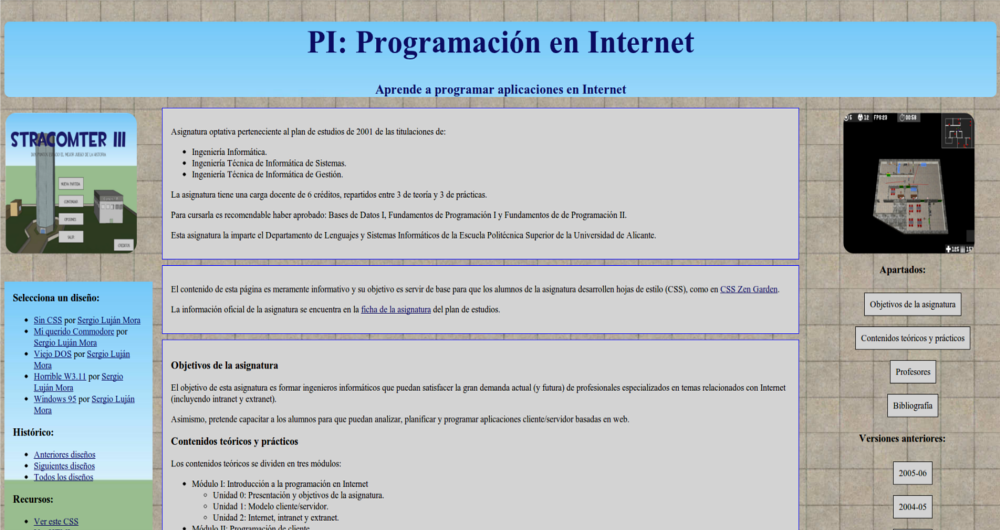 PI: Programación en Internet
Aprende a programar aplicaciones en Internet
STRACOMTER III
Selecciona un diseño:
Sin CSS por Sergio Luján Mora
Mi querido Commodore por
Sergio Luján Mora
Viejo DOS por Sergio Luján
Mora
Horrible W3.11 por Sergio
Luján Mora
Windows 95 por Sergio Luján
Mora
Histórico:
Anteriores diseños
Siguientes diseños
Todos los diseños
Recursos:
Ver este CSS
Asignatura optativa perteneciente al plan de estudios de 2001 de las titulaciones de:
Ingeniería Informática.
Ingeniería Técnica de Informática de Sistemas.
Ingeniería Técnica de Informática de Gestión.
La asignatura tiene una carga docente de 6 créditos, repartidos entre 3 de teoría y 3 de prácticas.
Para cursarla es recomendable haber aprobado: Bases de Datos I, Fundamentos de Programación I y Fundamentos de de Programación II.
Esta asignatura la imparte el Departamento de Lenguajes y Sistemas Informáticos de la Escuela Politécnica Superior de la Universidad de Alicante.
El contenido de esta página es meramente informativo y su objetivo es servir de base para que los alumnos de la asignatura desarrollen hojas de estilo (CSS), como en CSS Zen Garden.
La información oficial de la asignatura se encuentra en la ficha de la asignatura del plan de estudios.
Objetivos de la asignatura
El objetivo de esta asignatura es formar ingenieros informáticos que puedan satisfacer la gran demanda actual (y futura) de profesionales especializados en temas relacionados con Internet
(incluyendo intranet y extranet).
Asimismo, pretende capacitar a los alumnos para que puedan analizar, planificar y programar aplicaciones cliente/servidor basadas en web.
Contenidos teóricos y prácticos
Los contenidos teóricos se dividen en tres módulos:
Módulo I: Introducción a la programación en Internet
Unidad 0: Presentación y objetivos de la asignatura.
Unidad 1: Modelo cliente/servidor.
Unidad 2: Internet, intranet y extranet.
Módulo II: Programación de cliente
Apartados:
Objetivos de la asignatura
Contenidos teóricos y prácticos
Profesores
Bibliografía
Versiones anteriores:
2005-06
2004-05